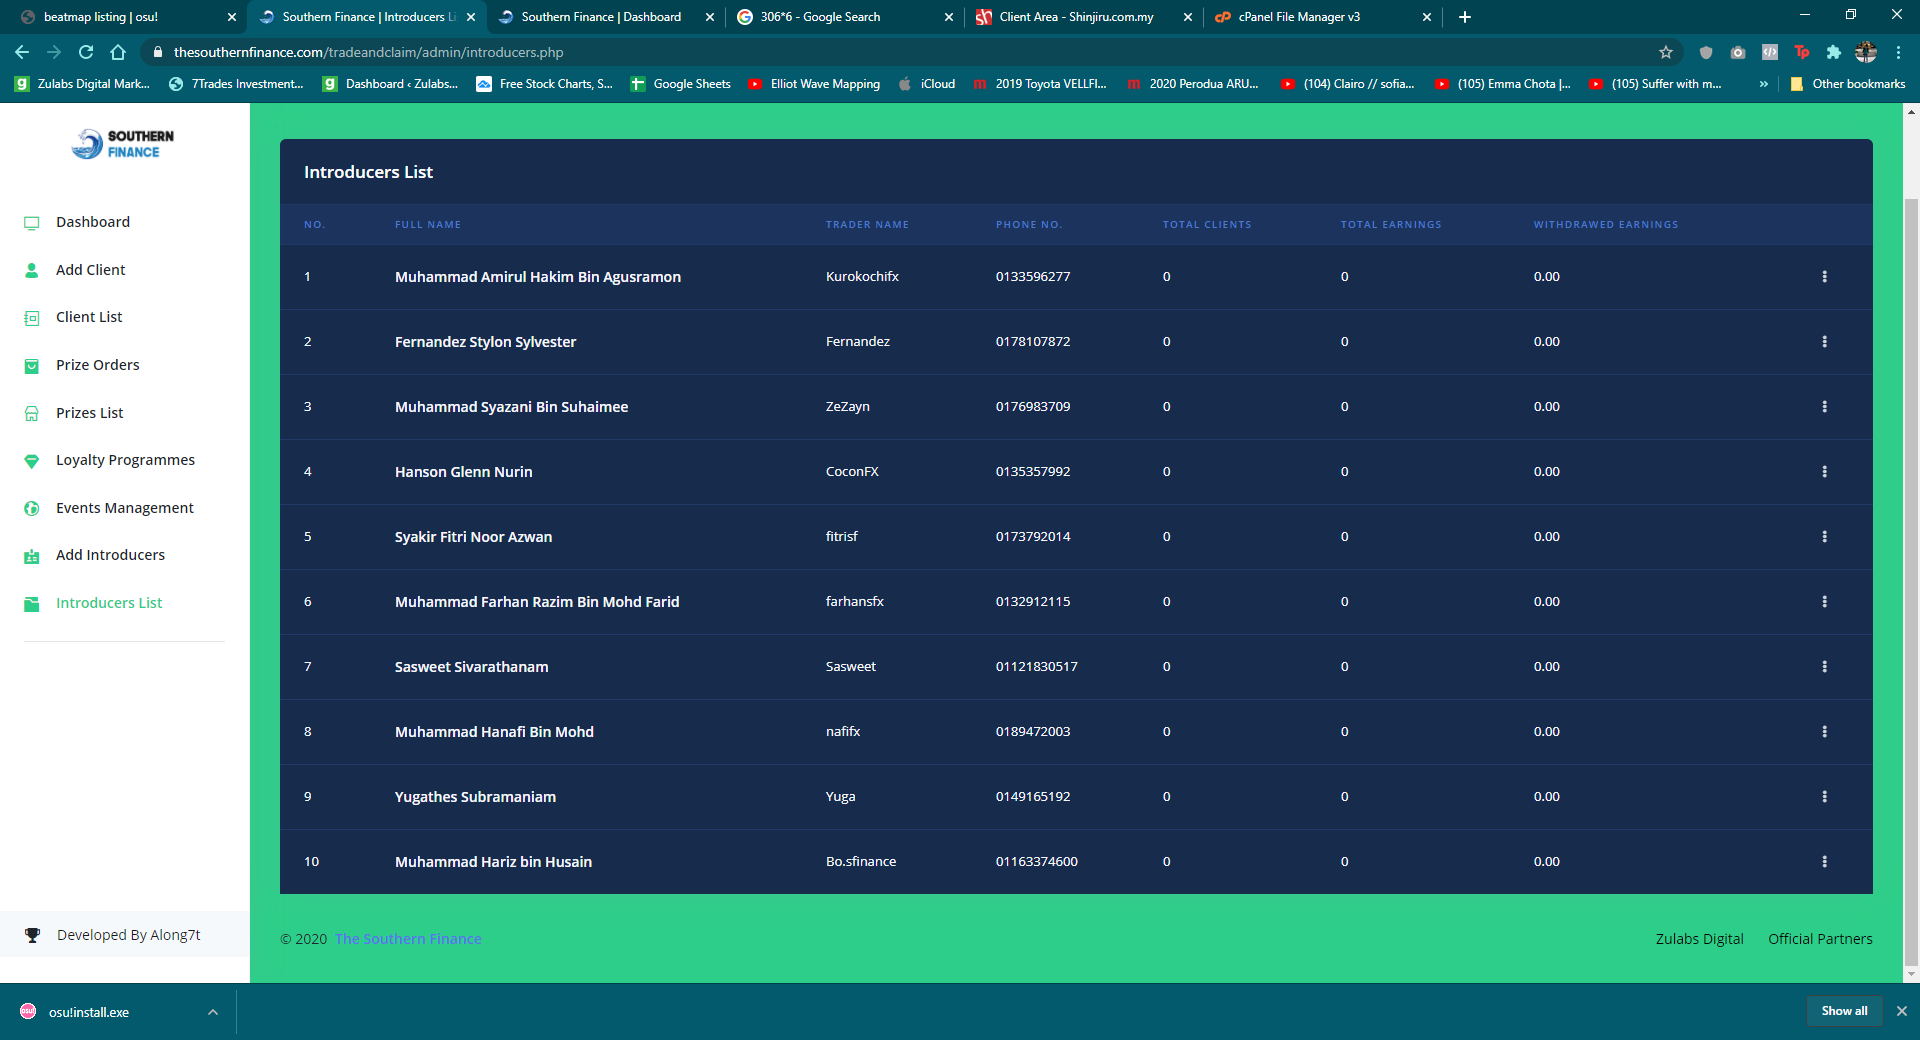 beatmap listing | osu!
Southern Finance | Introducers Li
Southern Finance | Dashboard
306*6 - Google Search
Client Area - Shinjiru.com.my
cPanel File Manager v3
thesouthernfinance.com/tradeandclaim/admin/introducers.php
Zulabs Digital Mark...
7Trades Investment...
Dashboard ‹ Zulabs...
Free Stock Charts, S...
Google Sheets
Elliot Wave Mapping
iCloud
2019 Toyota VELLFI...
2020 Perodua ARU...
(104) Clairo // sofia...
(105) Emma Chota |...
(105) Suffer with m...
»
Other bookmarks
SOUTHERN
FINANCE
Dashboard
Add Client
Client List
Prize Orders
Prizes List
Loyalty Programmes
Events Management
Add Introducers
Introducers List
Developed By Along7t
Introducers List
NO. FULL NAME TRADER NAME PHONE NO. TOTAL CLIENTS TOTAL EARNINGS WITHDRAWED EARNINGS
1 Muhammad Amirul Hakim Bin Agusramon Kurokochifx 0133596277 0 0 0.00
2 Fernandez Stylon Sylvester Fernandez 0178107872 0 0 0.00
3 Muhammad Syazani Bin Suhaimee ZeZayn 0176983709 0 0 0.00
4 Hanson Glenn Nurin CoconFX 0135357992 0 0 0.00
5 Syakir Fitri Noor Azwan fitrisf 0173792014 0 0 0.00
6 Muhammad Farhan Razim Bin Mohd Farid farhansfx 0132912115 0 0 0.00
7 Sasweet Sivarathanam Sasweet 01121830517 0 0 0.00
8 Muhammad Hanafi Bin Mohd nafifx 0189472003 0 0 0.00
9 Yugathes Subramaniam Yuga 0149165192 0 0 0.00
10 Muhammad Hariz bin Husain Bo.sfinance 01163374600 0 0 0.00
© 2020 The Southern Finance
Zulabs Digital Official Partners
osu!install.exe
Show all